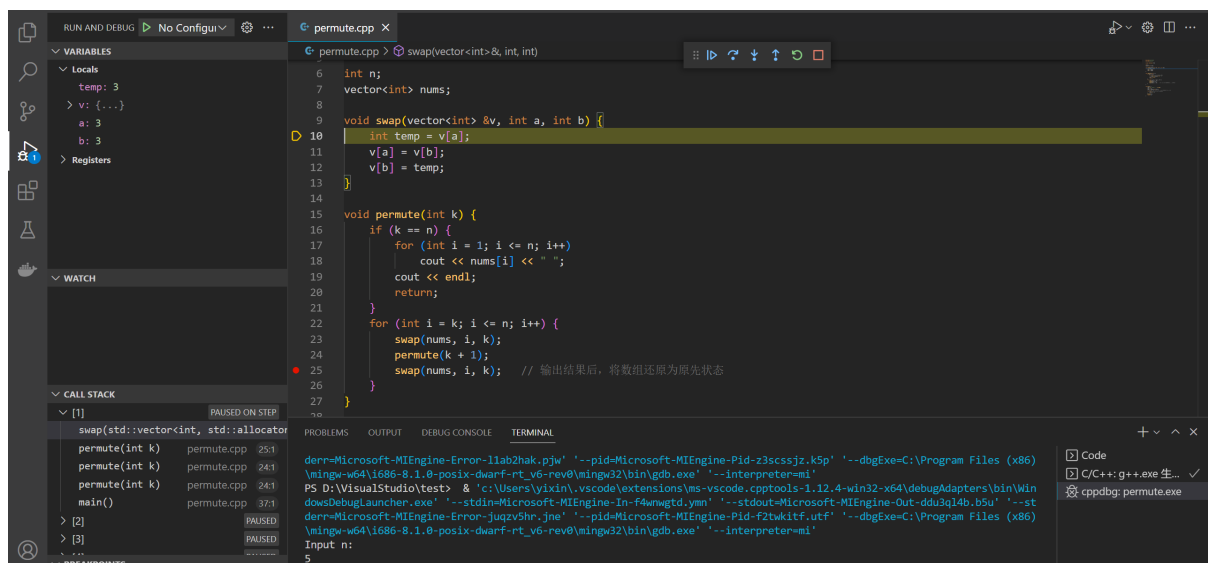 RUN AND DEBUG No Configur
permute.cpp
VARIABLES
Locals
temp: 3
v: {...}
a: 3
b: 3
Registers
WATCH
CALL STACK
[1] PAUSED ON STEP
swap(std::vector<int, std::allocator
permute(int k) permute.cpp 25:1
permute(int k) permute.cpp 24:1
permute(int k) permute.cpp 24:1
main() permute.cpp 37:1
[2] PAUSED
[3] PAUSED
1
permute.cpp > swap(vector<int>&, int, int)
6 int n;
7 vector<int> nums;
8
9 void swap(vector<int> &v, int a, int b) {
10 int temp = v[a];
11 v[a] = v[b];
12 v[b] = temp;
13 }
14
15 void permute(int k) {
16 if (k == n) {
17 for (int i = 1; i <= n; i++)
18 cout << nums[i] << " ";
19 cout << endl;
20 return;
21 }
22 for (int i = k; i <= n; i++) {
23 swap(nums, i, k);
24 permute(k + 1);
25 swap(nums, i, k); // 输出结果后，将数组还原为原先状态
26 }
27 }
PROBLEMS OUTPUT DEBUG CONSOLE TERMINAL
derr=Microsoft-MIEngine-Error-l1ab2hak.pjw' '--pid=Microsoft-MIEngine-Pid-z3scssjz.k5p' '--dbgExe=C:\Program Files (x86)
\mingw-w64\i686-8.1.0-posix-dwarf-rt_v6-rev0\mingw32\bin\gdb.exe' '--interpreter=mi'
PS D:\VisualStudio\test> & 'c:\Users\yixin\.vscode\extensions\ms-vscode.cpptools-1.12.4-win32-x64\debugAdapters\bin\Win
dowsDebugLauncher.exe' '--stdin=Microsoft-MIEngine-In-f4wnwgtd.ymn' '--stdout=Microsoft-MIEngine-Out-ddu3ql4b.b5u' '--st
derr=Microsoft-MIEngine-Error-juqzv5hr.jne' '--pid=Microsoft-MIEngine-Pid-f2twkitf.utf' '--dbgExe=C:\Program Files (x86)
\mingw-w64\i686-8.1.0-posix-dwarf-rt_v6-rev0\mingw32\bin\gdb.exe' '--interpreter=mi'
Input n:
5
Code
C/C++: g++.exe 生...
cppdbg: permute.exe